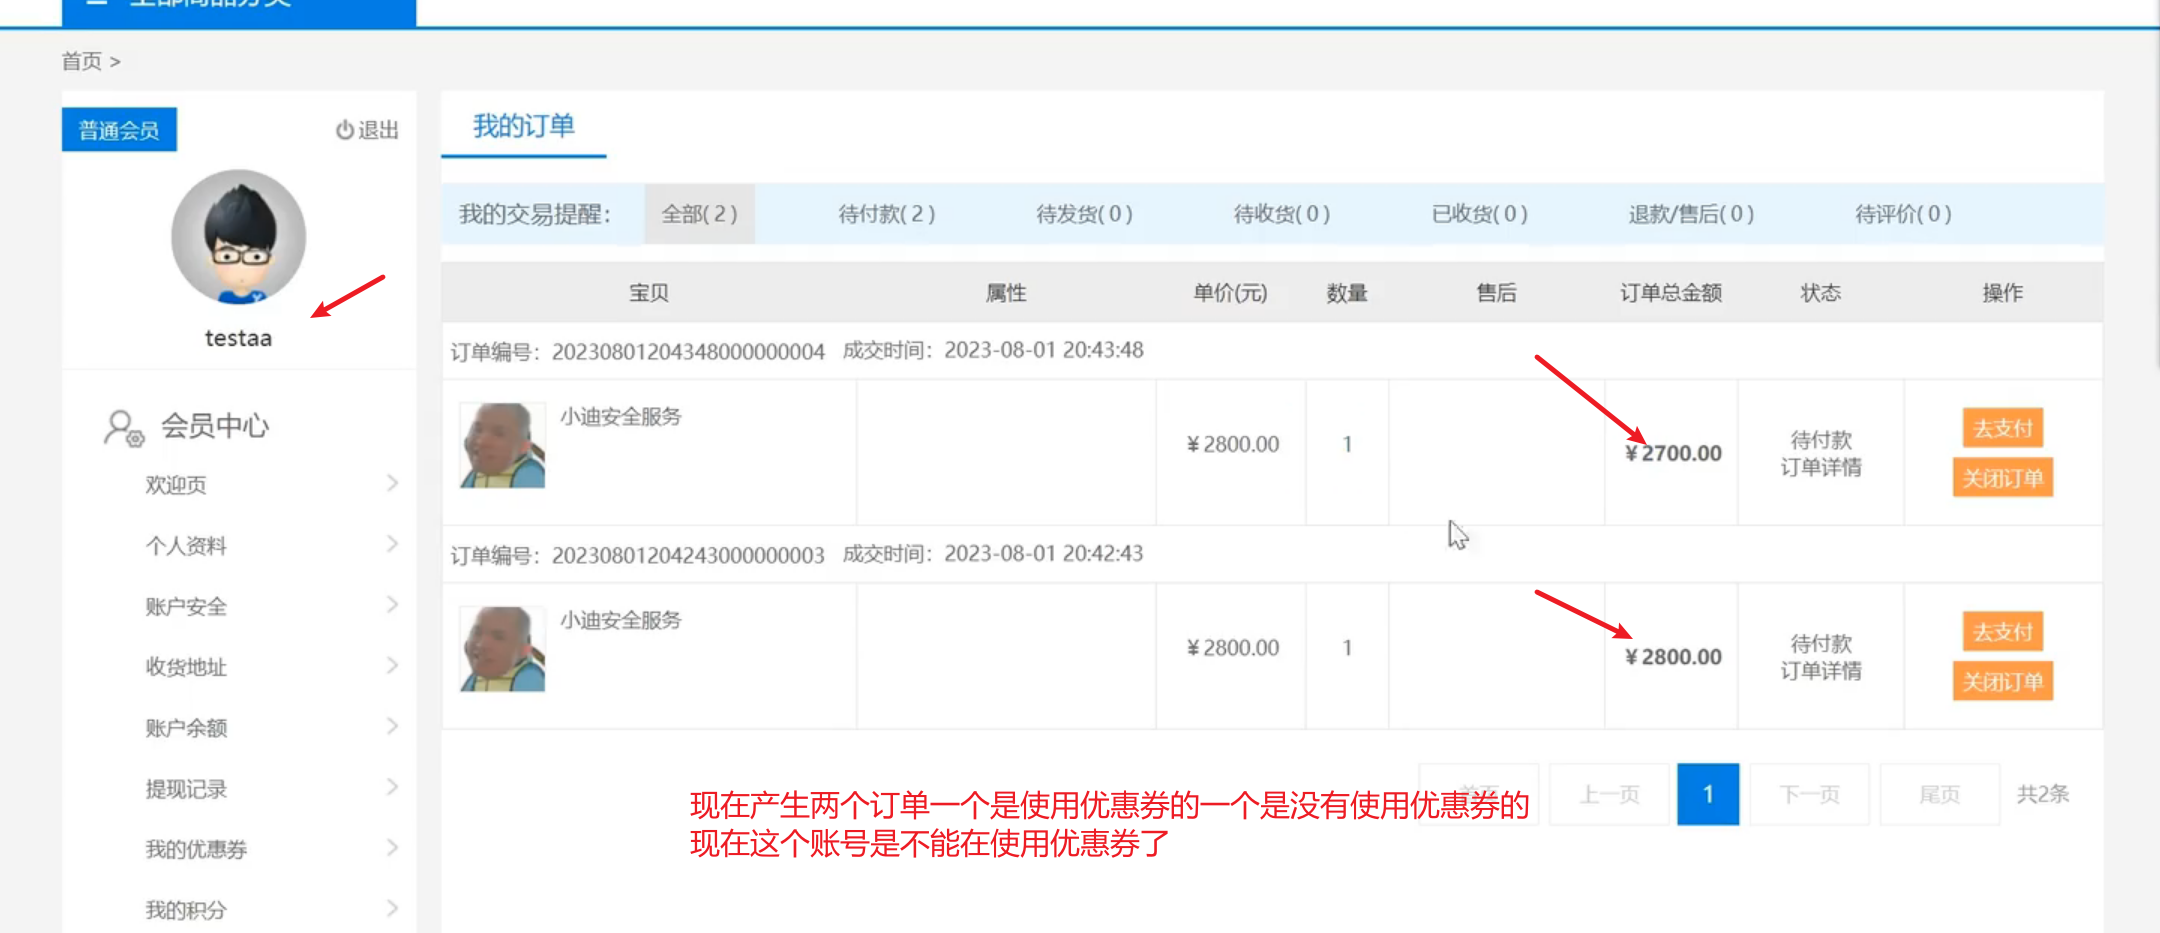 首页 >
普通会员
退出
testaa
会员中心
欢迎页
个人资料
账户安全
收货地址
账户余额
提现记录
我的优惠券
我的积分
我的订单
我的交易提醒： 全部( 2 ) 待付款( 2 ) 待发货( 0 ) 待收货( 0 ) 已收货( 0 ) 退款/售后( 0 ) 待评价( 0 )
宝贝 属性 单价(元) 数量 售后 订单总金额 状态 操作
订单编号：20230801204348000000004 成交时间：2023-08-01 20:43:48
小迪安全服务
¥2800.00 1 ¥2700.00
待付款
订单详情
去支付
关闭订单
订单编号：20230801204243000000003 成交时间：2023-08-01 20:42:43
小迪安全服务
¥2800.00 1 ¥2800.00
待付款
订单详情
去支付
关闭订单
上一页 1 下一页 尾页 共2条
现在产生两个订单一个是使用优惠券的一个是没有使用优惠券的
现在这个账号是不能在使用优惠券了